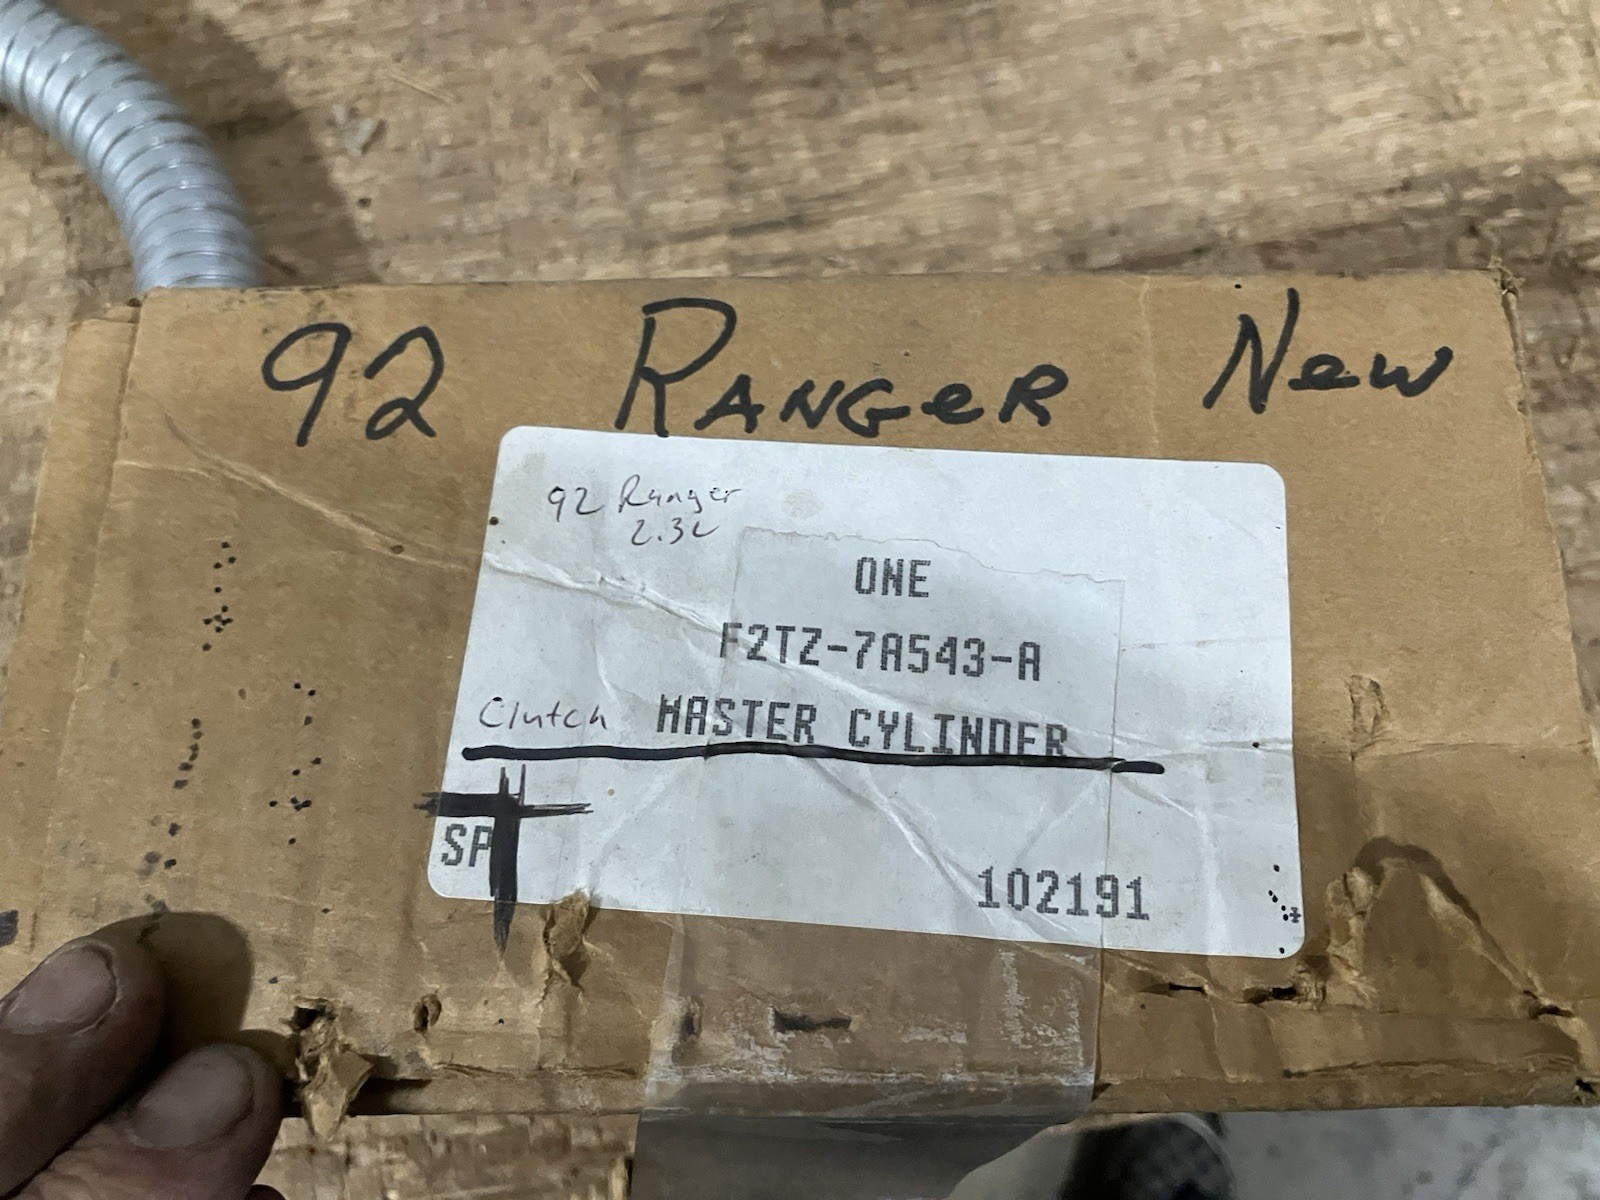 92 RANGeR New
92 Ranger
2.3L
ONE
F2TZ-7A543-A
Clutch MASTER CYLINDER
SP
102191